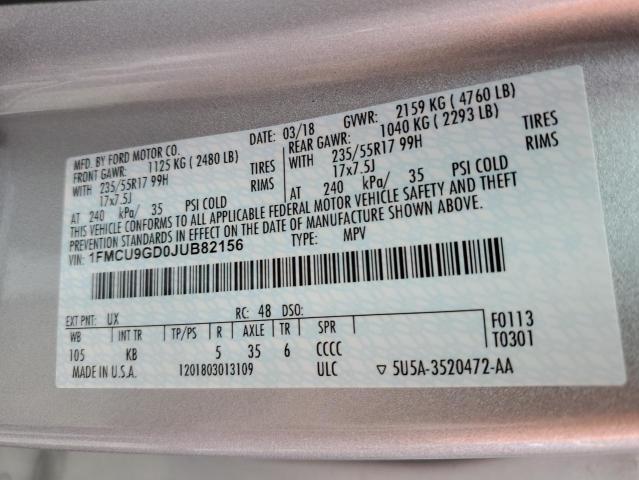 MFD. BY FORD MOTOR CO. DATE: 03/18 GVWR: 2159 KG ( 4760 LB)
FRONT GAWR: 1125 KG ( 2480 LB) REAR GAWR: 1040 KG ( 2293 LB)
WITH 235/55R17 99H TIRES WITH 235/55R17 99H TIRES
17x7.5J RIMS 17x7.5J RIMS
AT 240 kPa/ 35 PSI COLD AT 240 kPa/ 35 PSI COLD
THIS VEHICLE CONFORMS TO ALL APPLICABLE FEDERAL MOTOR VEHICLE SAFETY AND THEFT
PREVENTION STANDARDS IN EFFECT ON THE DATE OF MANUFACTURE SHOWN ABOVE.
VIN: 1FMCU9GD0JUB82156 TYPE: MPV
EXT PNT: UX RC: 48 DSO:
WB INT TR TP/PS R AXLE TR SPR F0113
105 KB 5 35 6 CCCC T0301
MADE IN U.S.A. 1201803013109 ULC ▽ 5U5A-3520472-AA